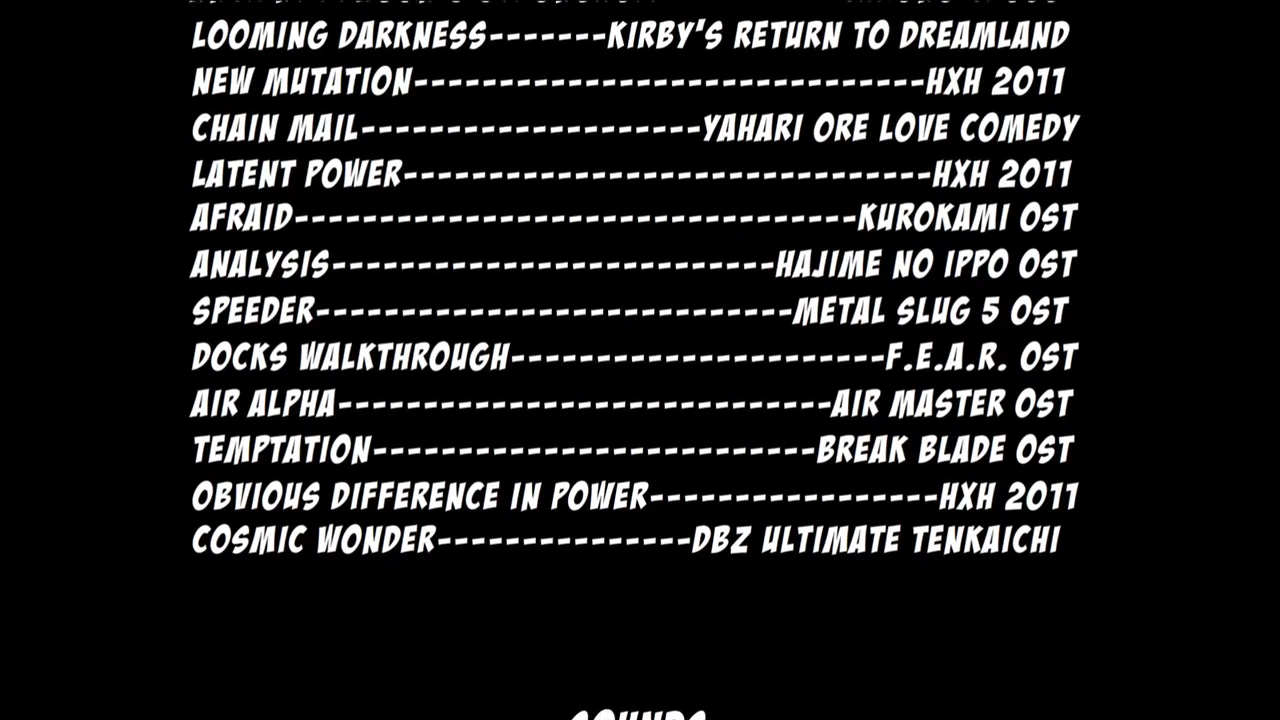 LOOMING DARKNESS-------KIRBY'S RETURN TO DREAMLAND
NEW MUTATION------------------------------HXH 2011
CHAIN MAIL--------------------YAHARI ORE LOVE COMEDY
LATENT POWER-------------------------------HXH 2011
AFRAID---------------------------------KUROKAMI OST
ANALYSIS--------------------------HAJIME NO IPPO OST
SPEEDER----------------------------METAL SLUG 5 OST
DOCKS WALKTHROUGH----------------------F.E.A.R. OST
AIR ALPHA-----------------------------AIR MASTER OST
TEMPTATION--------------------------BREAK BLADE OST
OBVIOUS DIFFERENCE IN POWER-----------------HXH 2011
COSMIC WONDER---------------DBZ ULTIMATE TENKAICHI
SOUNDS